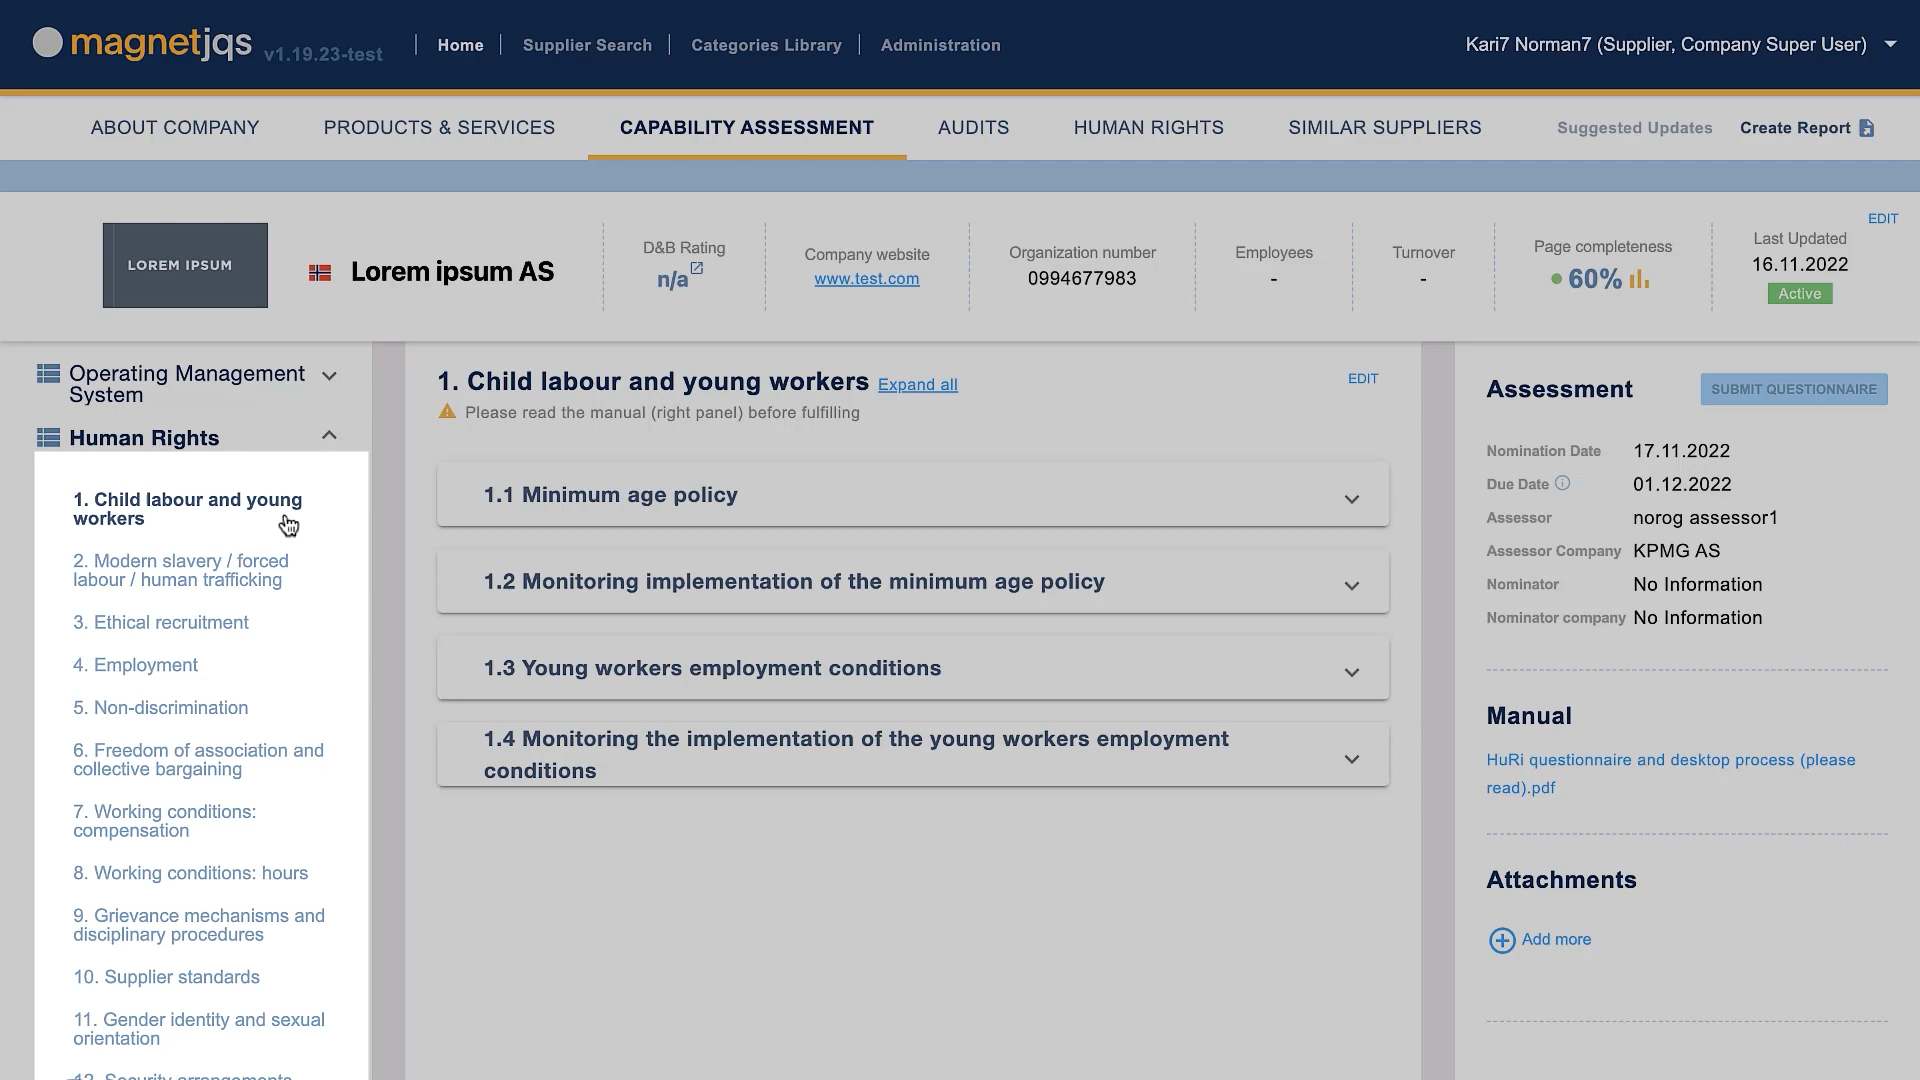 magnetjqs v1.19.23-test
Home
Supplier Search
Categories Library
Administration
Kari7 Norman7 (Supplier, Company Super User)
ABOUT COMPANY
PRODUCTS & SERVICES
CAPABILITY ASSESSMENT
AUDITS
HUMAN RIGHTS
SIMILAR SUPPLIERS
Suggested Updates
Create Report
LOREM IPSUM
Lorem ipsum AS
D&B Rating
n/a
Company website
www.test.com
Organization number
0994677983
Employees
-
Turnover
-
Page completeness
60%
EDIT
Last Updated
16.11.2022
Active
Operating Management
System
Human Rights
1. Child labour and young
workers
2. Modern slavery / forced
labour / human trafficking
3. Ethical recruitment
4. Employment
5. Non-discrimination
6. Freedom of association and
collective bargaining
7. Working conditions:
compensation
8. Working conditions: hours
9. Grievance mechanisms and
disciplinary procedures
10. Supplier standards
11. Gender identity and sexual
orientation
12. Security arrangements
1. Child labour and young workers Expand all
EDIT
Please read the manual (right panel) before fulfilling
1.1 Minimum age policy
1.2 Monitoring implementation of the minimum age policy
1.3 Young workers employment conditions
1.4 Monitoring the implementation of the young workers employment
conditions
Assessment
SUBMIT QUESTIONNAIRE
Nomination Date 17.11.2022
Due Date 01.12.2022
Assessor norog assessor1
Assessor Company KPMG AS
Nominator No Information
Nominator company No Information
Manual
HuRi questionnaire and desktop process (please
read).pdf
Attachments
Add more